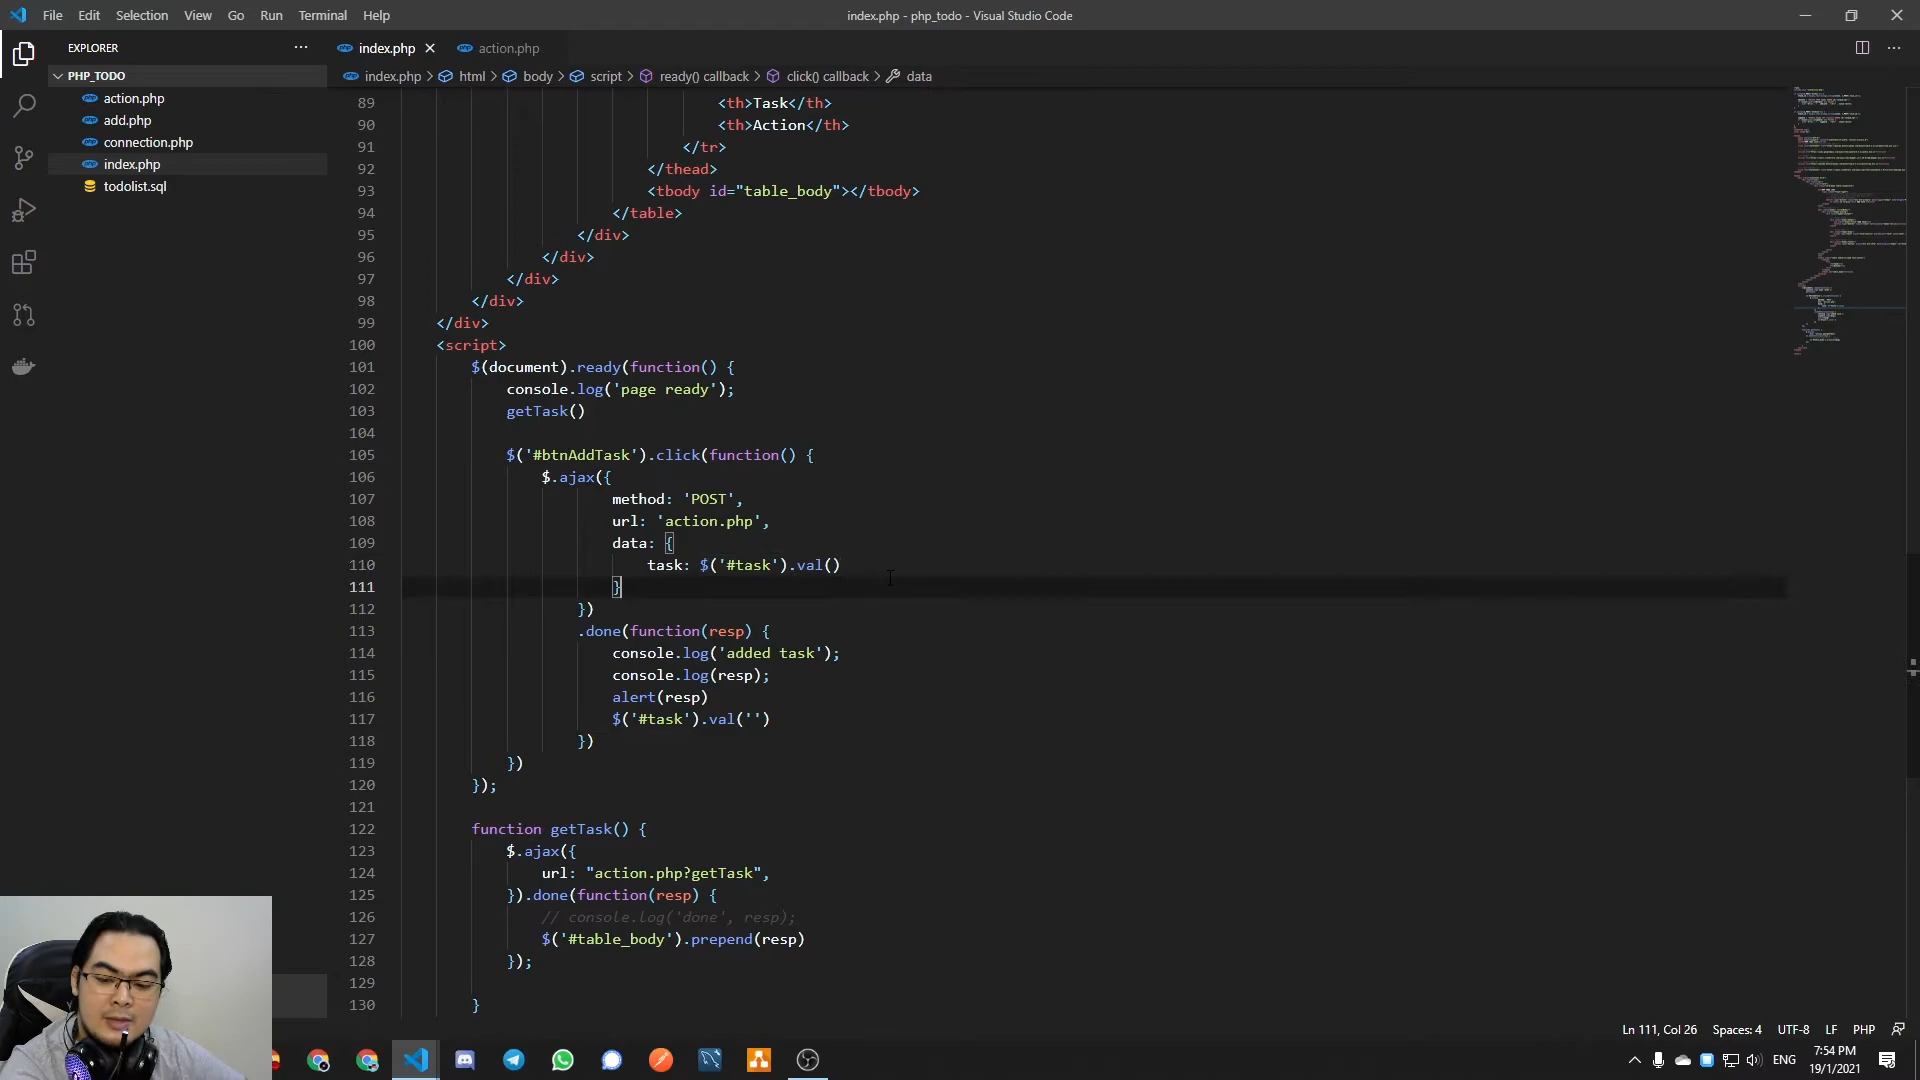 File Edit Selection View Go Run Terminal Help
index.php - php_todo - Visual Studio Code
EXPLORER
PHP_TODO
action.php
add.php
connection.php
index.php
todolist.sql
index.php
action.php
index.php > html > body > script > ready() callback > click() callback > data
89 <th>Task</th>
90 <th>Action</th>
91 </tr>
92 </thead>
93 <tbody id="table_body"></tbody>
94 </table>
95 </div>
96 </div>
97 </div>
98 </div>
99 </div>
100 <script>
101 $(document).ready(function() {
102 console.log('page ready');
103 getTask()
104
105 $('#btnAddTask').click(function() {
106 $.ajax({
107 method: 'POST',
108 url: 'action.php',
109 data: {
110 task: $('#task').val()
111 }
112 })
113 .done(function(resp) {
114 console.log('added task');
115 console.log(resp);
116 alert(resp)
117 $('#task').val('')
118 })
119 })
120 });
121
122 function getTask() {
123 $.ajax({
124 url: "action.php?getTask",
125 }).done(function(resp) {
126 // console.log('done', resp);
127 $('#table_body').prepend(resp)
128 });
129
130 }
Ln 111, Col 26 Spaces: 4 UTF-8 LF PHP
ENG
7:54 PM
19/1/2021